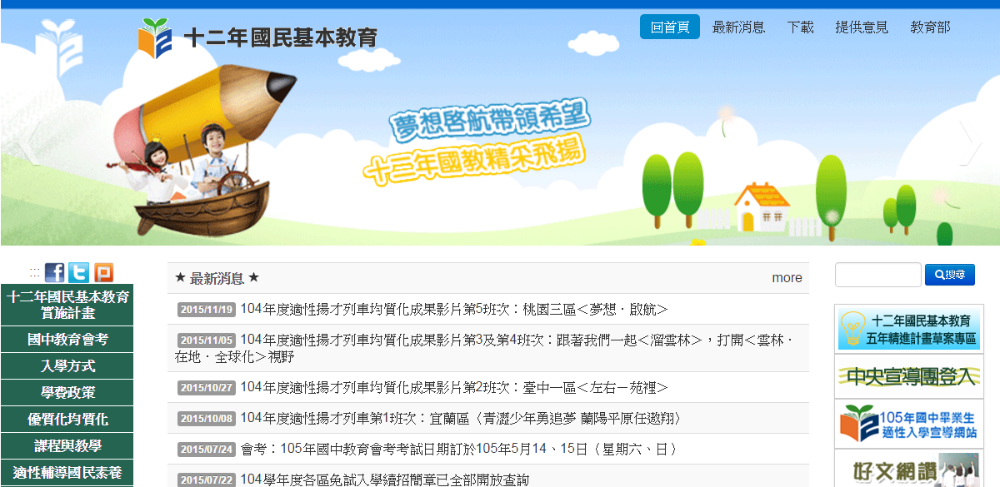 十二年國民基本教育
回首頁 最新消息 下載 提供意見 教育部
夢想啓航帶領希望
十二年國教精采飛揚
:::
十二年國民基本教育
實施計畫
國中教育會考
入學方式
學費政策
優質化均質化
課程與教學
適性輔導國民素養
★ 最新消息 ★ more
2015/11/19 104年度適性揚才列車均質化成果影片第5班次：桃園三區＜夢想．啟航＞
2015/11/05 104年度適性揚才列車均質化成果影片第3及第4班次：跟著我們一起＜溜雲林＞，打開＜雲林．
在地．全球化＞視野
2015/10/27 104年度適性揚才列車均質化成果影片第2班次：臺中一區＜左右－苑裡＞
2015/10/08 104年度適性揚才列車第1班次：宜蘭區〈青澀少年勇追夢 蘭陽平原任遨翔〉
2015/07/24 會考：105年國中教育會考考試日期訂於105年5月14、15日（星期六、日）
2015/07/22 104學年度各區免試入學續招簡章已全部開放查詢
搜尋
十二年國民基本教育
五年精進計畫草案專區
中央宣導團登入
105年國中畢業生
適性入學宣導網站
好文網讚